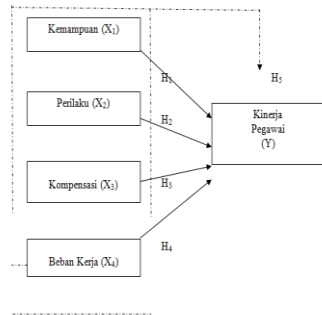 Kemampuan (X₁)
H₁
H₅
Perilaku (X₂)
H₂
Kinerja
Pegawai
(Y)
Kompensasi (X₃)
H₃
H₄
Beban Kerja (X₄)